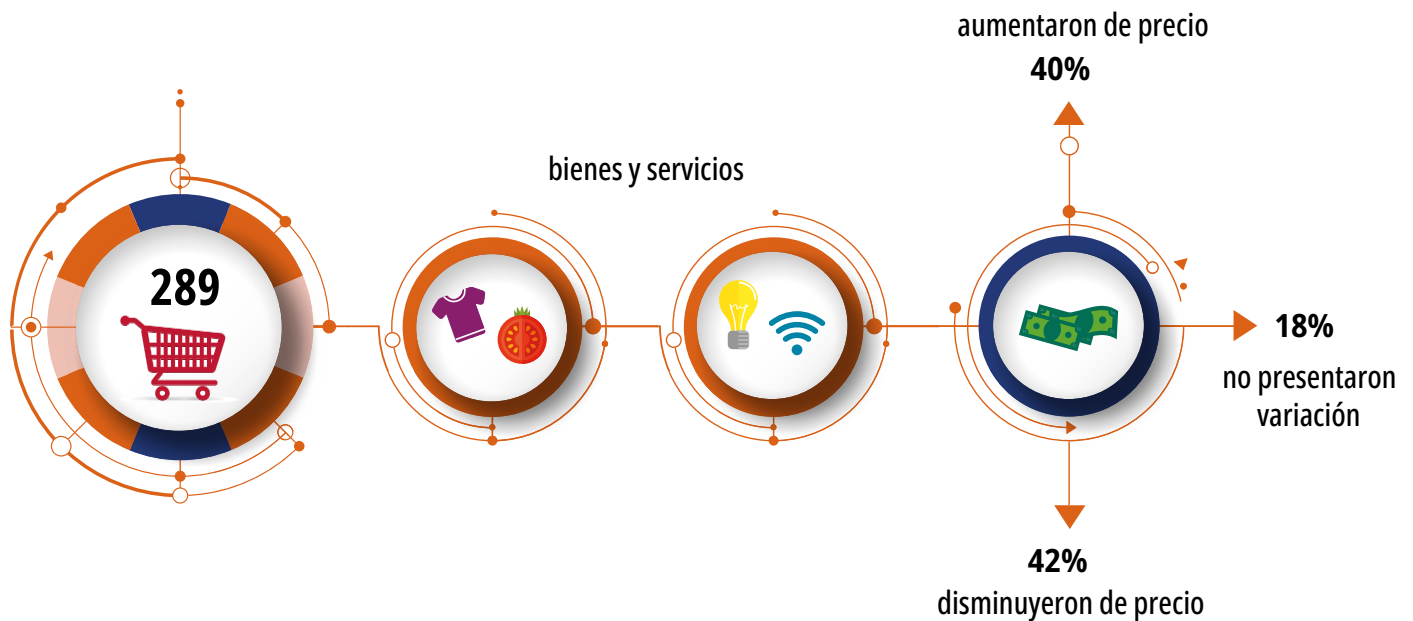 289
bienes y servicios
aumentaron de precio
40%
18%
no presentaron
variación
42%
disminuyeron de precio